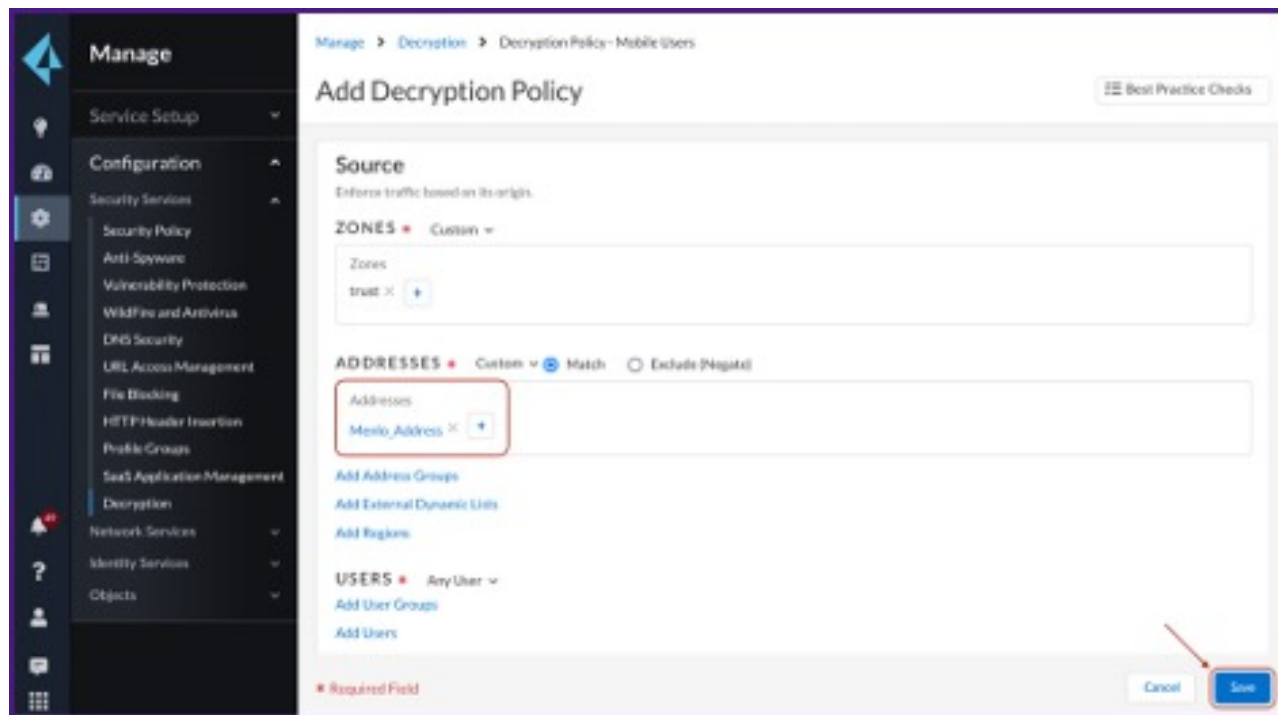 Manage > Decryption > Decryption Policy - Mobile Users
Manage
Add Decryption Policy
Best Practice Checks
Service Setup
Configuration
Security Services
Security Policy
Anti-Spyware
Vulnerability Protection
WildFire and Antivirus
DNS Security
URL Access Management
File Blocking
HTTP Header Insertion
Profile Groups
SaaS Application Management
Decryption
Network Services
Identity Services
Objects
Source
Enforce traffic based on its origin.
ZONES * Custom
Zones
trust × +
ADDRESSES * Custom Match Exclude (Negate)
Addresses
Menlo_Address × +
Add Address Groups
Add External Dynamic Lists
Add Regions
USERS * Any User
Add User Groups
Add Users
* Required Field
Cancel
Save